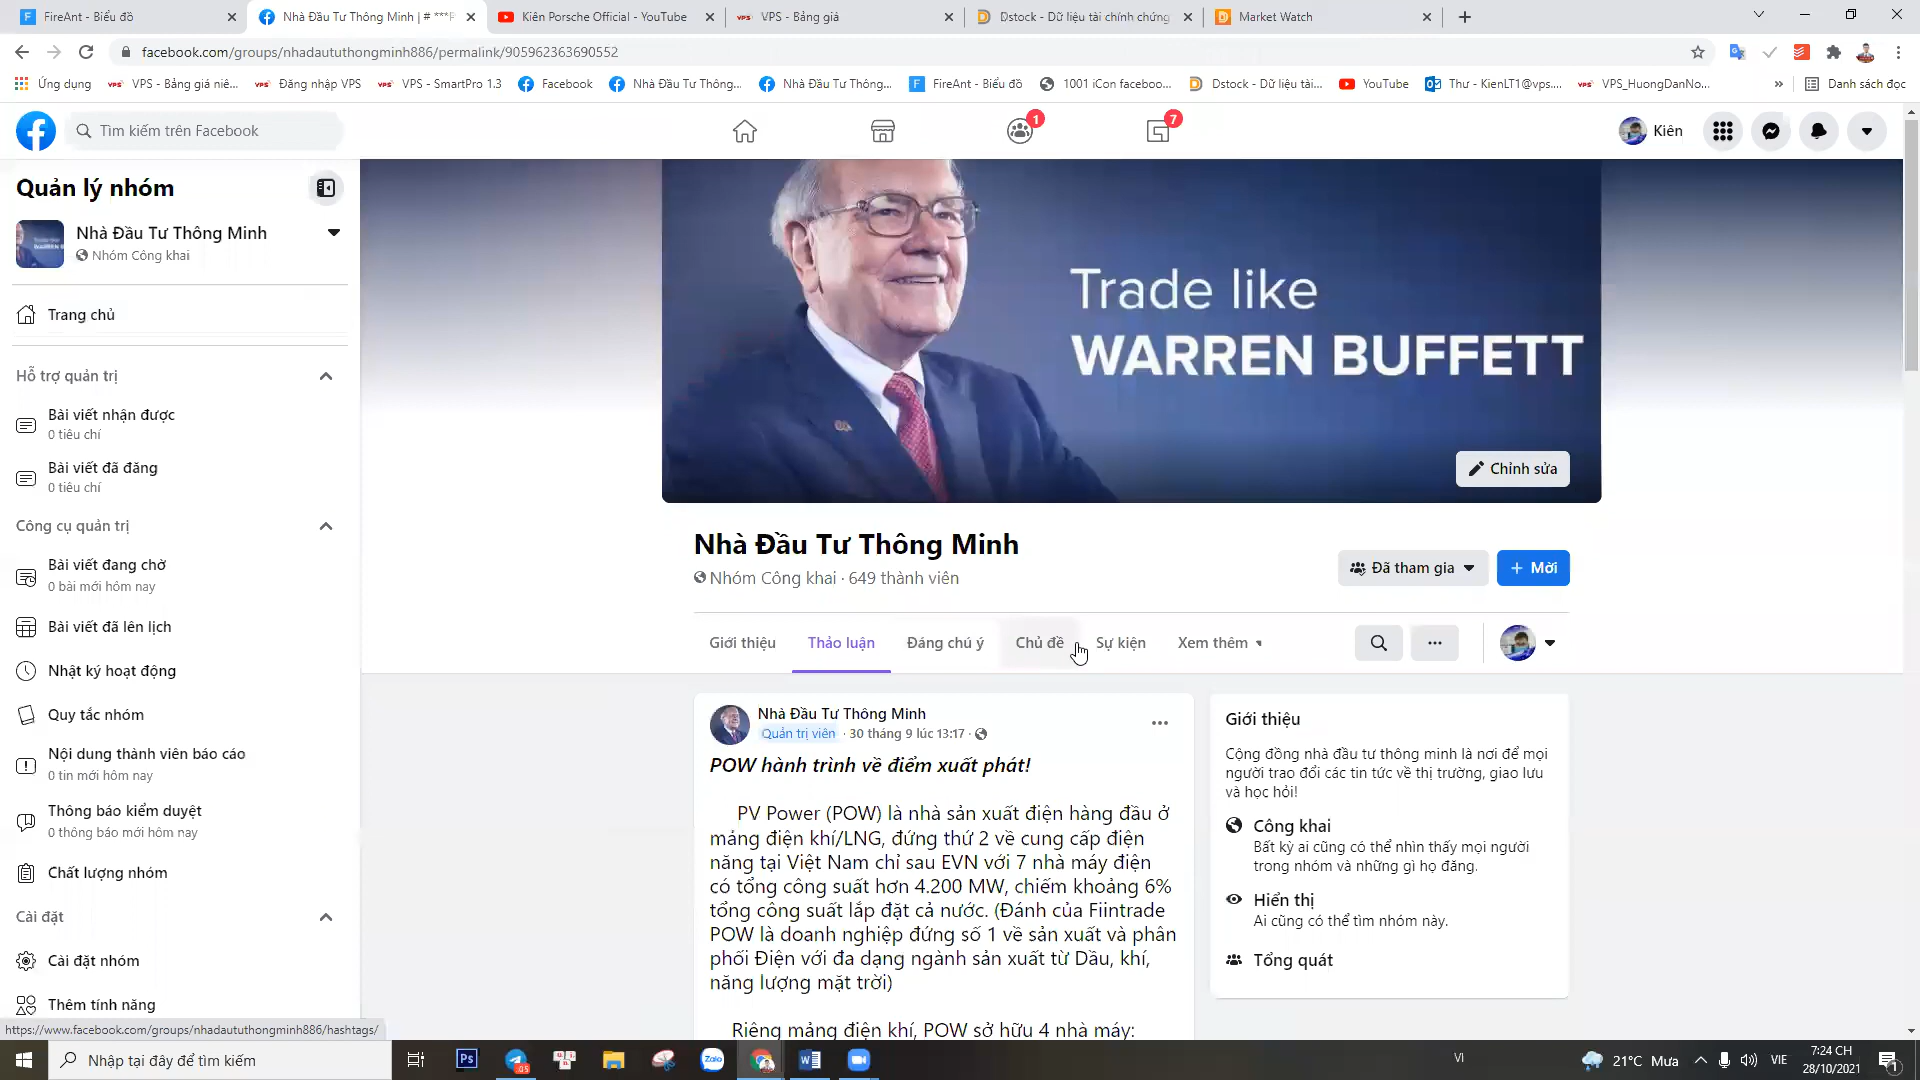 FireAnt - Biểu đồ
Nhà Đầu Tư Thông Minh | # ***P
Kiên Porsche Official - YouTube
VPS - Bảng giá
Dstock - Dữ liệu tài chính chứng
Market Watch
facebook.com/groups/nhadaututhongminh886/permalink/905962363690552
Ứng dụng
VPS - Bảng giá niê...
Đăng nhập VPS
VPS - SmartPro 1.3
Facebook
Nhà Đầu Tư Thông...
Nhà Đầu Tư Thông...
FireAnt - Biểu đồ
1001 iCon faceboo...
Dstock - Dữ liệu tài...
YouTube
Thư - KienLT1@vps....
VPS_HuongDanNo...
»
Danh sách đọc
Tìm kiếm trên Facebook
1
7
Kiên
Quản lý nhóm
Nhà Đầu Tư Thông Minh
Nhóm Công khai
Trang chủ
Hỗ trợ quản trị
Bài viết nhận được
0 tiêu chí
Bài viết đã đăng
0 tiêu chí
Công cụ quản trị
Bài viết đang chờ
0 bài mới hôm nay
Bài viết đã lên lịch
Nhật ký hoạt động
Quy tắc nhóm
Nội dung thành viên báo cáo
0 tin mới hôm nay
Thông báo kiểm duyệt
0 thông báo mới hôm nay
Chất lượng nhóm
Cài đặt
Cài đặt nhóm
Thêm tính năng
https://www.facebook.com/groups/nhadaututhongminh886/hashtags/
Trade like
WARREN BUFFETT
Chỉnh sửa
Nhà Đầu Tư Thông Minh
Nhóm Công khai · 649 thành viên
Đã tham gia
+ Mời
Giới thiệu
Thảo luận
Đáng chú ý
Chủ đề
Sự kiện
Xem thêm
Nhà Đầu Tư Thông Minh
Quản trị viên · 30 tháng 9 lúc 13:17 ·
POW hành trình về điểm xuất phát!
PV Power (POW) là nhà sản xuất điện hàng đầu ở
mảng điện khí/LNG, đứng thứ 2 về cung cấp điện
năng tại Việt Nam chỉ sau EVN với 7 nhà máy điện
có tổng công suất hơn 4.200 MW, chiếm khoảng 6%
tổng công suất lắp đặt cả nước. (Đánh của Fiintrade
POW là doanh nghiệp đứng số 1 về sản xuất và phân
phối Điện với đa dạng ngành sản xuất từ Dầu, khí,
năng lượng mặt trời)
Riêng mảng điện khí, POW sở hữu 4 nhà máy:
Giới thiệu
Cộng đồng nhà đầu tư thông minh là nơi để mọi
người trao đổi các tin tức về thị trường, giao lưu
và học hỏi!
Công khai
Bất kỳ ai cũng có thể nhìn thấy mọi người
trong nhóm và những gì họ đăng.
Hiển thị
Ai cũng có thể tìm nhóm này.
Tổng quát
Nhập tại đây để tìm kiếm
Ps
Zalo
VI
21°C Mưa
VIE
7:24 CH
28/10/2021
1